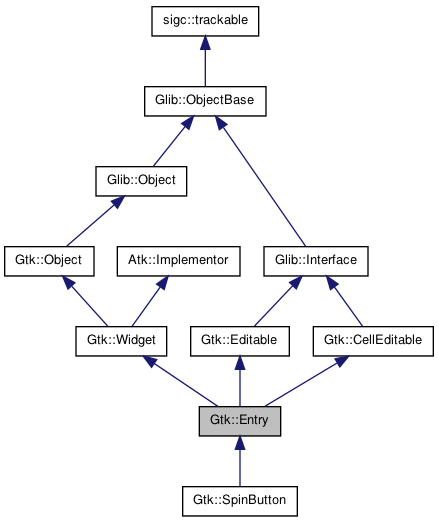 sigc::trackable
Glib::ObjectBase
Glib::Object
Gtk::Object
Atk::Implementor
Glib::Interface
Gtk::Widget
Gtk::Editable
Gtk::CellEditable
Gtk::Entry
Gtk::SpinButton